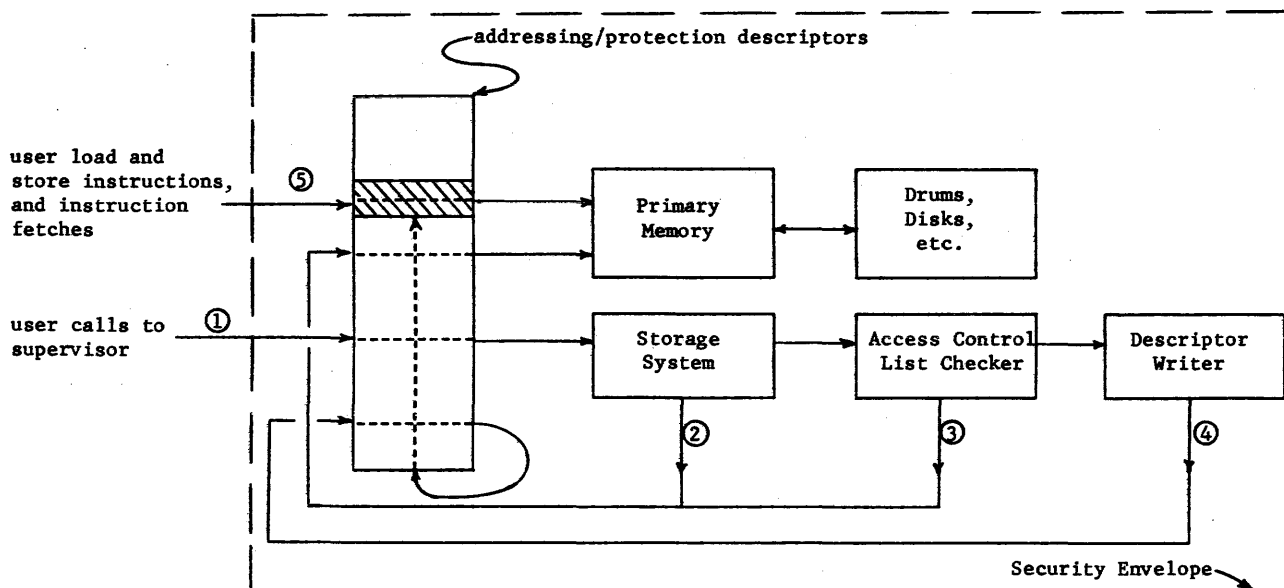 addressing/protection descriptors
user load and
store instructions,
and instruction
fetches
⑤
Primary
Memory
Drums,
Disks,
etc.
user calls to
supervisor
①
Storage
System
Access Control
List Checker
Descriptor
Writer
②
③
④
Security Envelope